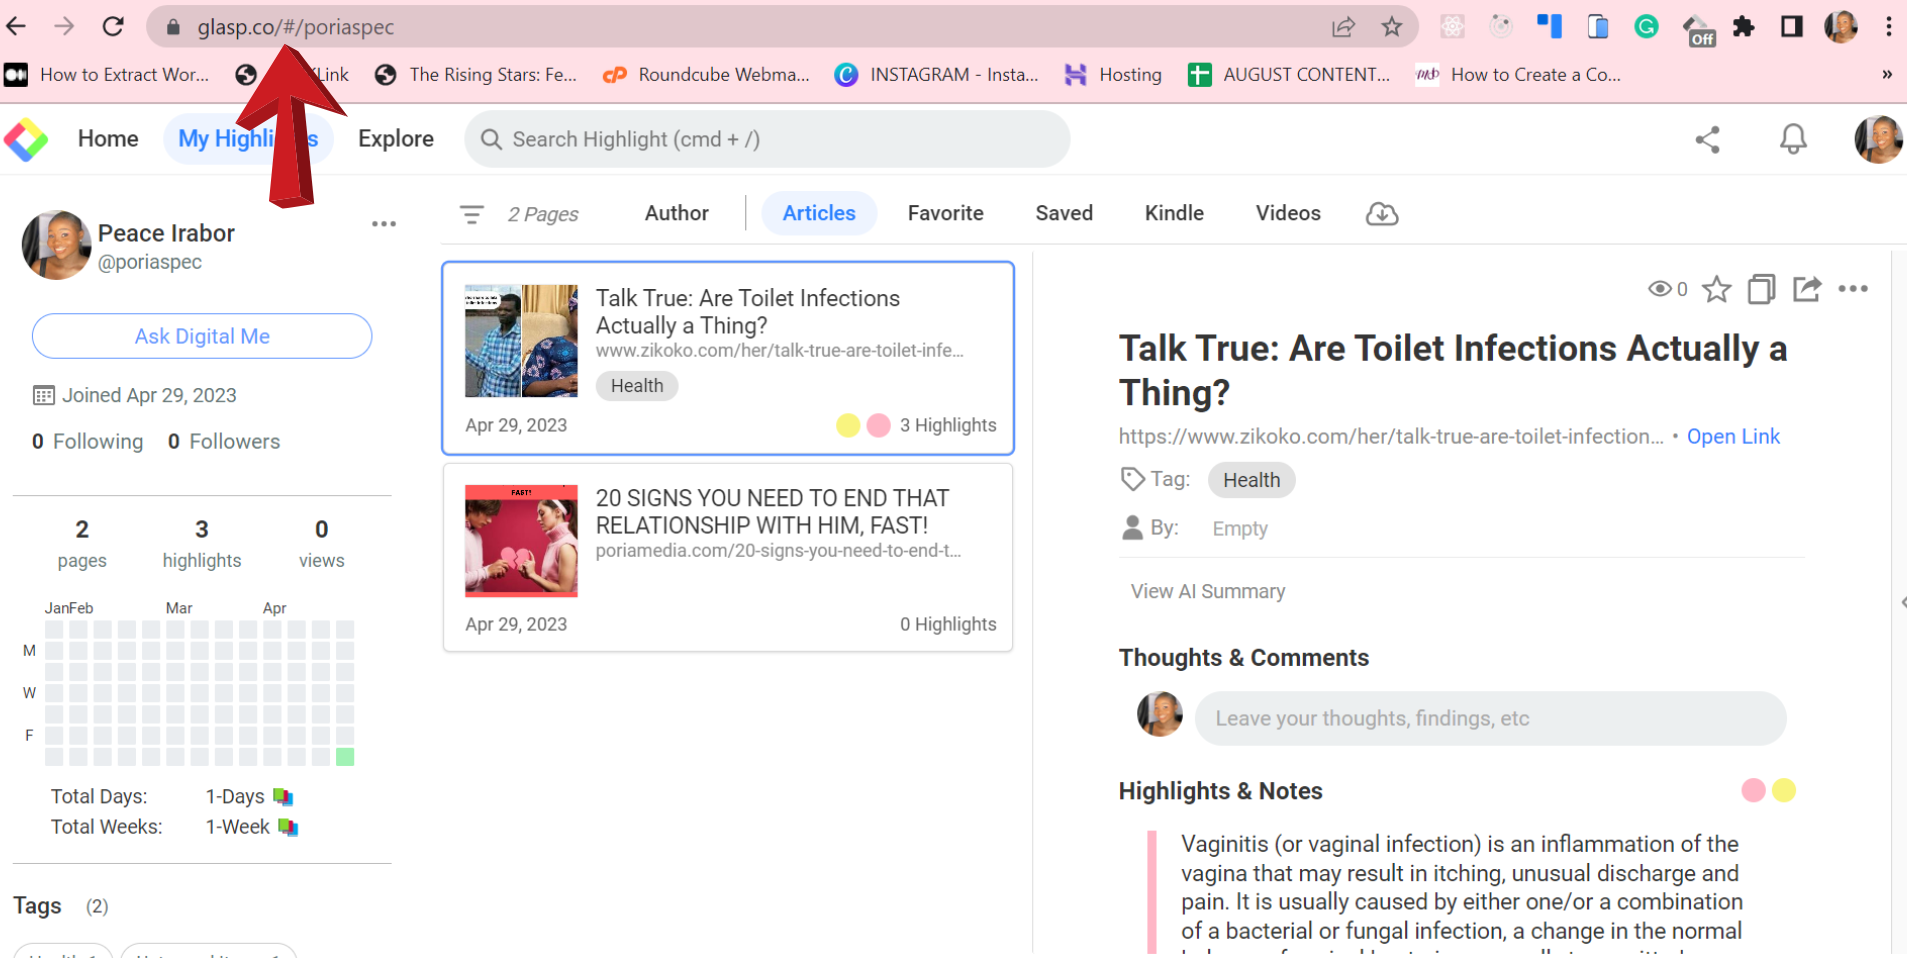 glasp.co/#/poriaspec
Off
How to Extract Wor...
Link
The Rising Stars: Fe...
Roundcube Webma...
INSTAGRAM - Insta...
Hosting
AUGUST CONTENT...
How to Create a Co...
»
Home
My Highli s
Explore
Search Highlight (cmd + /)
Peace Irabor
@poriaspec
Ask Digital Me
Joined Apr 29, 2023
0 Following 0 Followers
2 3 0
pages highlights views
JanFeb Mar Apr
M
W
F
Total Days: 1-Days
Total Weeks: 1-Week
Tags (2)
2 Pages
Author
Articles
Favorite
Saved
Kindle
Videos
Talk True: Are Toilet Infections
Actually a Thing?
www.zikoko.com/her/talk-true-are-toilet-infe...
Health
Apr 29, 2023
3 Highlights
FAST!
20 SIGNS YOU NEED TO END THAT
RELATIONSHIP WITH HIM, FAST!
poriamedia.com/20-signs-you-need-to-end-t...
Apr 29, 2023
0 Highlights
0
Talk True: Are Toilet Infections Actually a
Thing?
https://www.zikoko.com/her/talk-true-are-toilet-infection... • Open Link
Tag: Health
By: Empty
View AI Summary
Thoughts & Comments
Leave your thoughts, findings, etc
Highlights & Notes
Vaginitis (or vaginal infection) is an inflammation of the
vagina that may result in itching, unusual discharge and
pain. It is usually caused by either one/or a combination
of a bacterial or fungal infection, a change in the normal